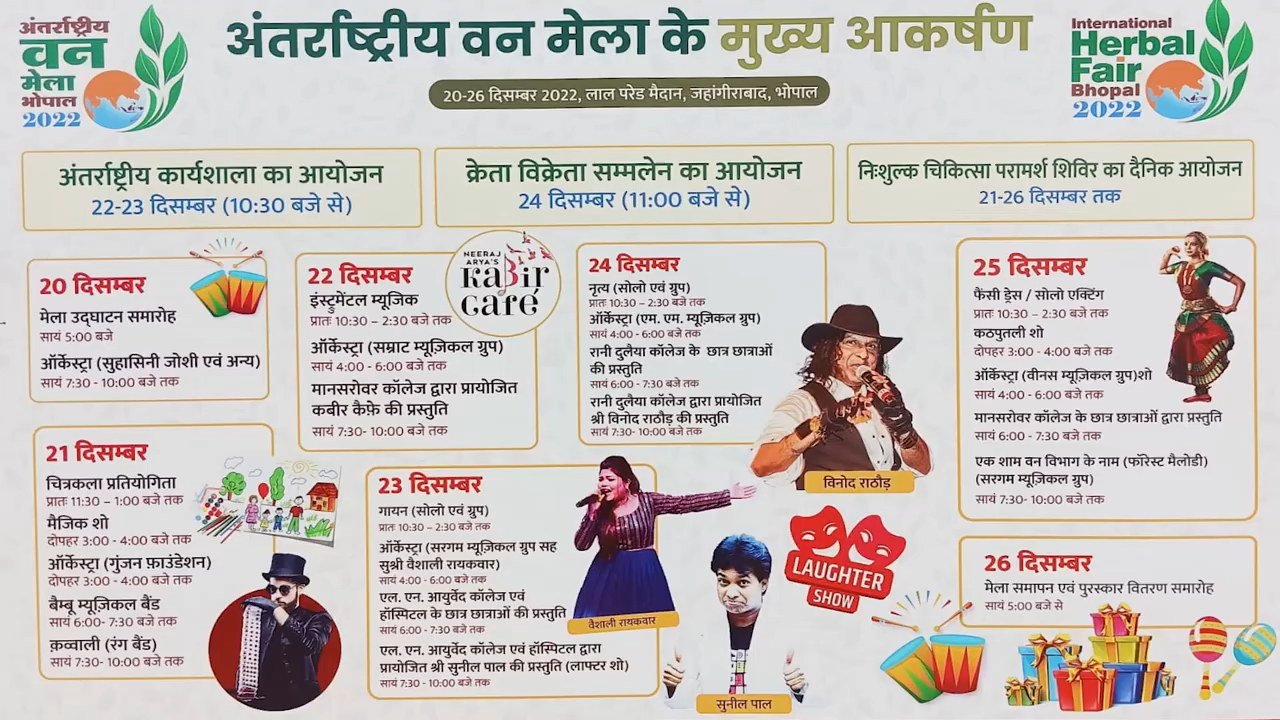 अंतर्राष्ट्रीय
वन
मेला
भोपाल
2022
अंतर्राष्ट्रीय वन मेला के मुख्य आकर्षण
20-26 दिसम्बर 2022, लाल परेड मैदान, जहांगीराबाद, भोपाल
International
Herbal
Fair
Bhopal
2022
अंतर्राष्ट्रीय कार्यशाला का आयोजन
22-23 दिसम्बर (10:30 बजे से)
क्रेता विक्रेता सम्मलेन का आयोजन
24 दिसम्बर (11:00 बजे से)
निःशुल्क चिकित्सा परामर्श शिविर का दैनिक आयोजन
21-26 दिसम्बर तक
20 दिसम्बर
मेला उद्घाटन समारोह
सायं 5:00 बजे
ऑर्केस्ट्रा (सुहासिनी जोशी एवं अन्य)
सायं 7:30 - 10:00 बजे तक
21 दिसम्बर
चित्रकला प्रतियोगिता
प्रातः 11:30 – 1:00 बजे तक
मैजिक शो
दोपहर 3:00 - 4:00 बजे तक
ऑर्केस्ट्रा (गुंजन फ़ाउंडेशन)
दोपहर 3:00 - 4:00 बजे तक
बैम्बू म्यूज़िकल बैंड
सायं 6:00- 7:30 बजे तक
क़व्वाली (रंग बैंड)
सायं 7:30- 10:00 बजे तक
22 दिसम्बर
इंस्ट्रुमेंटल म्यूजिक
प्रातः 10:30 – 2:30 बजे तक
ऑर्केस्ट्रा (सम्राट म्यूज़िकल ग्रुप)
सायं 4:00 - 6:00 बजे तक
मानसरोवर कॉलेज द्वारा प्रायोजित
कबीर कैफ़े की प्रस्तुति
सायं 7:30- 10:00 बजे तक
NEERAJ
ARYA'S
KABIR
CAFÉ
23 दिसम्बर
गायन (सोलो एवं ग्रुप)
प्रातः 10:30 – 2:30 बजे तक
ऑर्केस्ट्रा (सरगम म्यूज़िकल ग्रुप सह
सुश्री वैशाली रायकवार)
सायं 4:00 - 6:00 बजे तक
एल. एन. आयुर्वेद कॉलेज एवं
हॉस्पिटल के छात्र छात्राओं की प्रस्तुति
सायं 6:00 - 7:30 बजे तक
एल. एन. आयुर्वेद कॉलेज एवं हॉस्पिटल द्वारा
प्रायोजित श्री सुनील पाल की प्रस्तुति (लाफ्टर शो)
सायं 7:30 - 10:00 बजे तक
वैशाली रायकवार
24 दिसम्बर
नृत्य (सोलो एवं ग्रुप)
प्रातः 10:30 – 2:30 बजे तक
ऑर्केस्ट्रा (एम. एम. म्यूज़िकल ग्रुप)
सायं 4:00 - 6:00 बजे तक
रानी दुलैया कॉलेज के छात्र छात्राओं
की प्रस्तुति
सायं 6:00 - 7:30 बजे तक
रानी दुलैया कॉलेज द्वारा प्रायोजित
श्री विनोद राठौड़ की प्रस्तुति
सायं 7:30- 10:00 बजे तक
विनोद राठौड़
LAUGHTER
SHOW
सुनील पाल
25 दिसम्बर
फैंसी ड्रेस / सोलो एक्टिंग
प्रातः 10:30 – 2:30 बजे तक
कठपुतली शो
दोपहर 3:00 - 4:00 बजे तक
ऑर्केस्ट्रा (वीनस म्यूज़िकल ग्रुप)शो
सायं 4:00 - 6:00 बजे तक
मानसरोवर कॉलेज के छात्र छात्राओं द्वारा प्रस्तुति
सायं 6:00 - 7:30 बजे तक
एक शाम वन विभाग के नाम (फॉरेस्ट मैलोडी)
(सरगम म्यूज़िकल ग्रुप)
सायं 7:30- 10:00 बजे तक
26 दिसम्बर
मेला समापन एवं पुरस्कार वितरण समारोह
सायं 5:00 बजे से